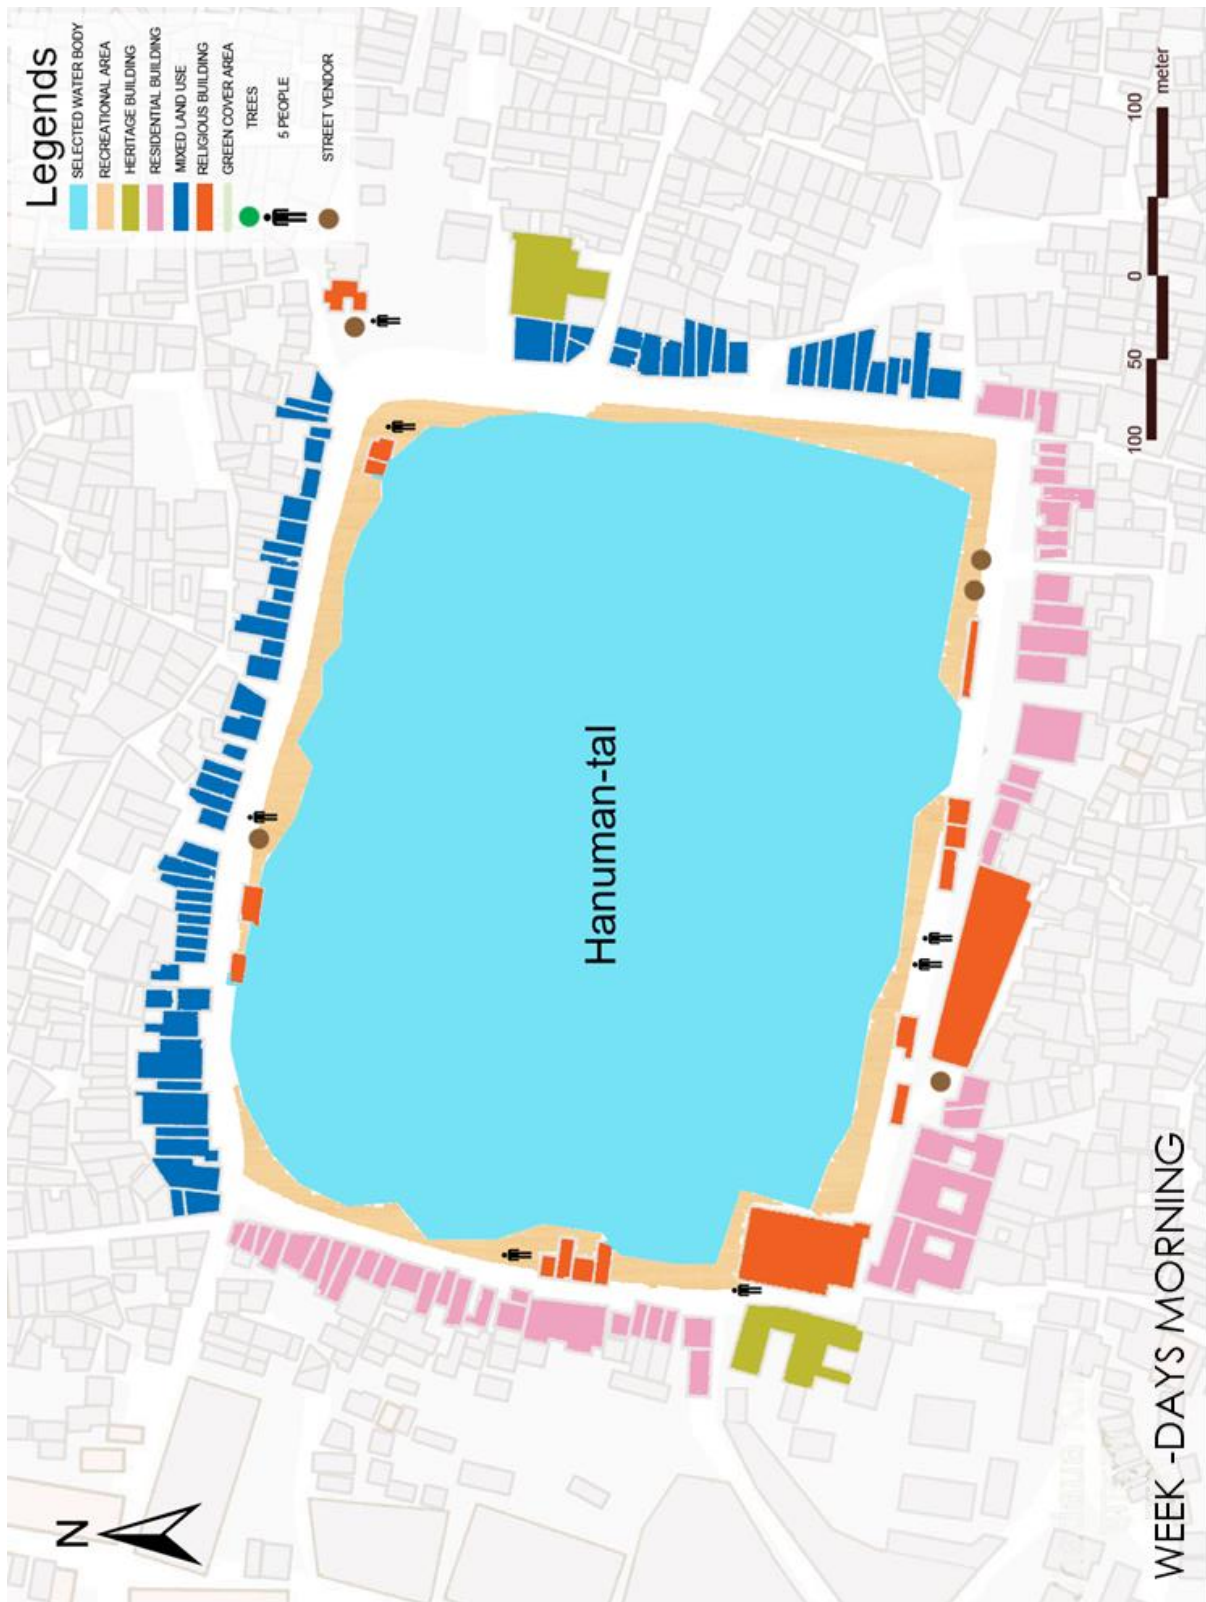 Legends
SELECTED WATER BODY
RECREATIONAL AREA
HERITAGE BUILDING
RESIDENTIAL BUILDING
MIXED LAND USE
RELIGIOUS BUILDING
GREEN COVER AREA
TREES
5 PEOPLE
STREET VENDOR
N
Hanuman-tal
100 50 0 100
meter
WEEK -DAYS MORNING